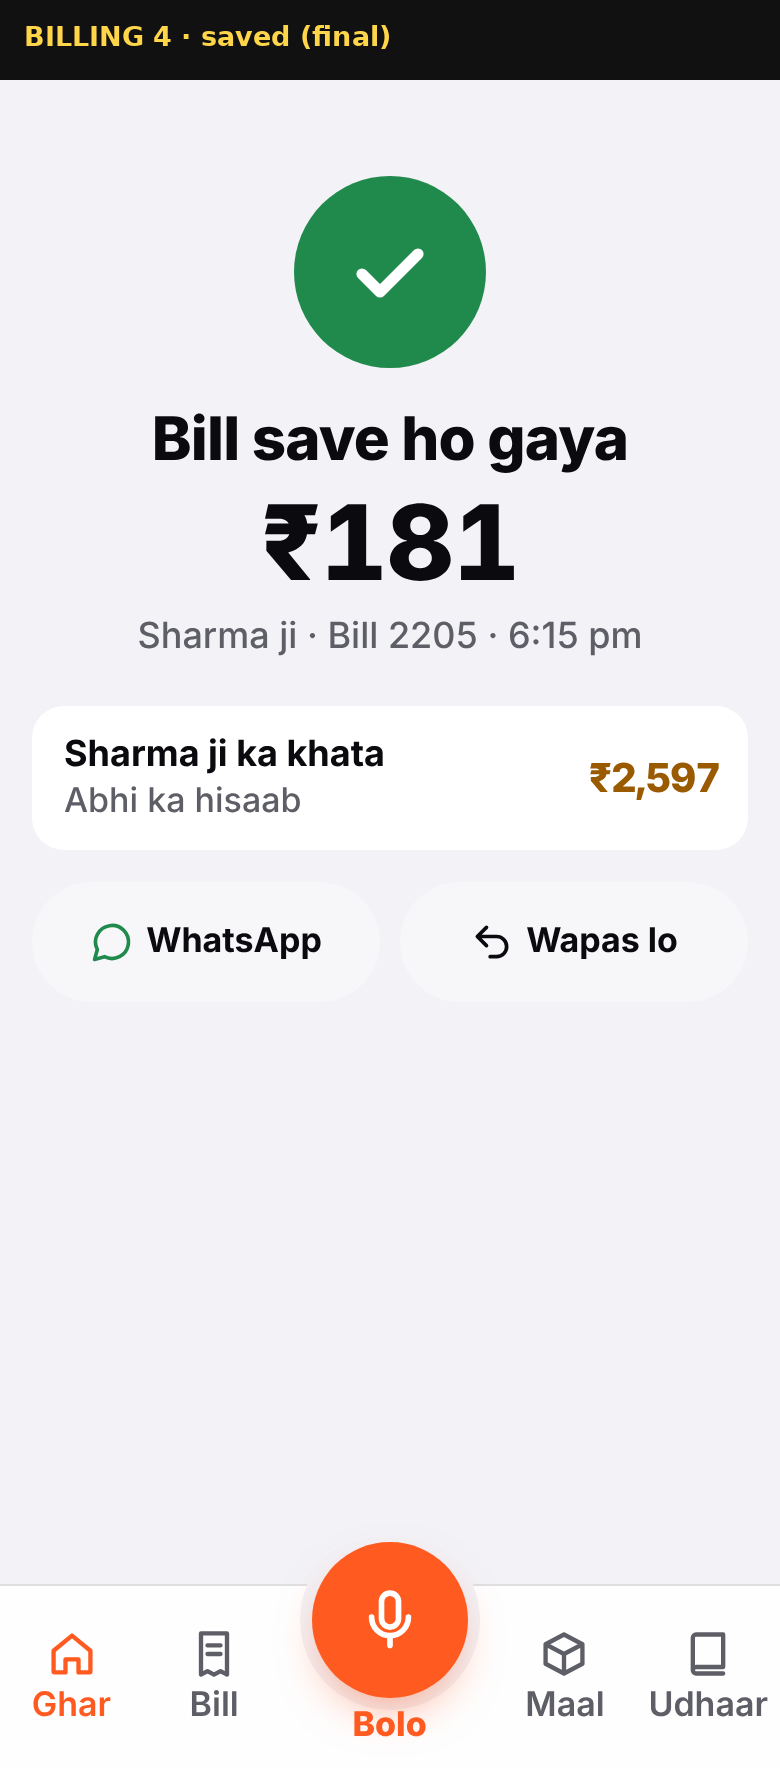 BILLING 4 · saved (final)
Bill save ho gaya
₹181
Sharma ji · Bill 2205 · 6:15 pm
Sharma ji ka khata
Abhi ka hisaab
₹2,597
WhatsApp
Wapas lo
Ghar
Bill
Bolo
Maal
Udhaar